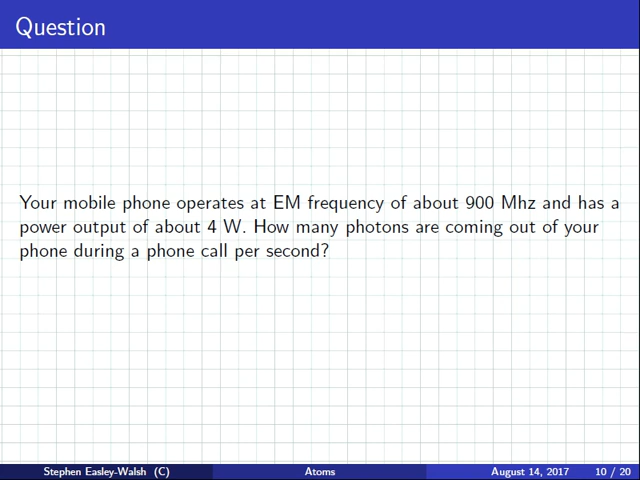 Question
Your mobile phone operates at EM frequency of about 900 Mhz and has a
power output of about 4 W. How many photons are coming out of your
phone during a phone call per second?
Stephen Easley-Walsh (C) Atoms August 14, 2017 10 / 20